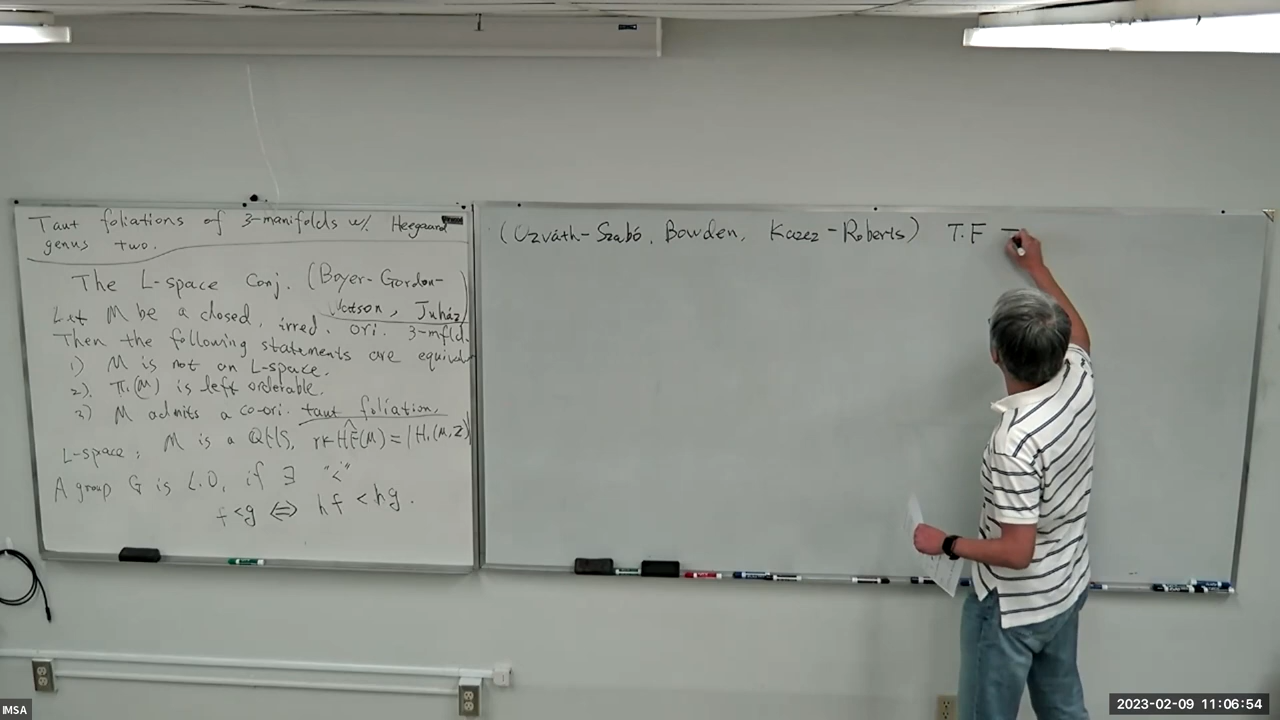 Taut foliations of 3-manifolds w/. Heegaard
genus two.
The L-space Conj. (Boyer-Gordon-
Watson, Juház)
Let M be a closed, irred. ori. 3-mfld.
Then the following statements are equival
1) M is not an L-space.
2). π₁(M) is left orderable.
3) M admits a co-ori. taut foliation.
L-space: M is a QHS, rk ĤF(M) = |H₁(M, Z)|
A group G is L.O, if ∃ "<"
f<g ⇔ hf < hg.
(Ozváth-Szabó, Bowden, Kazez-Roberts) T.F
IMSA
2023-02-09 11:06:54